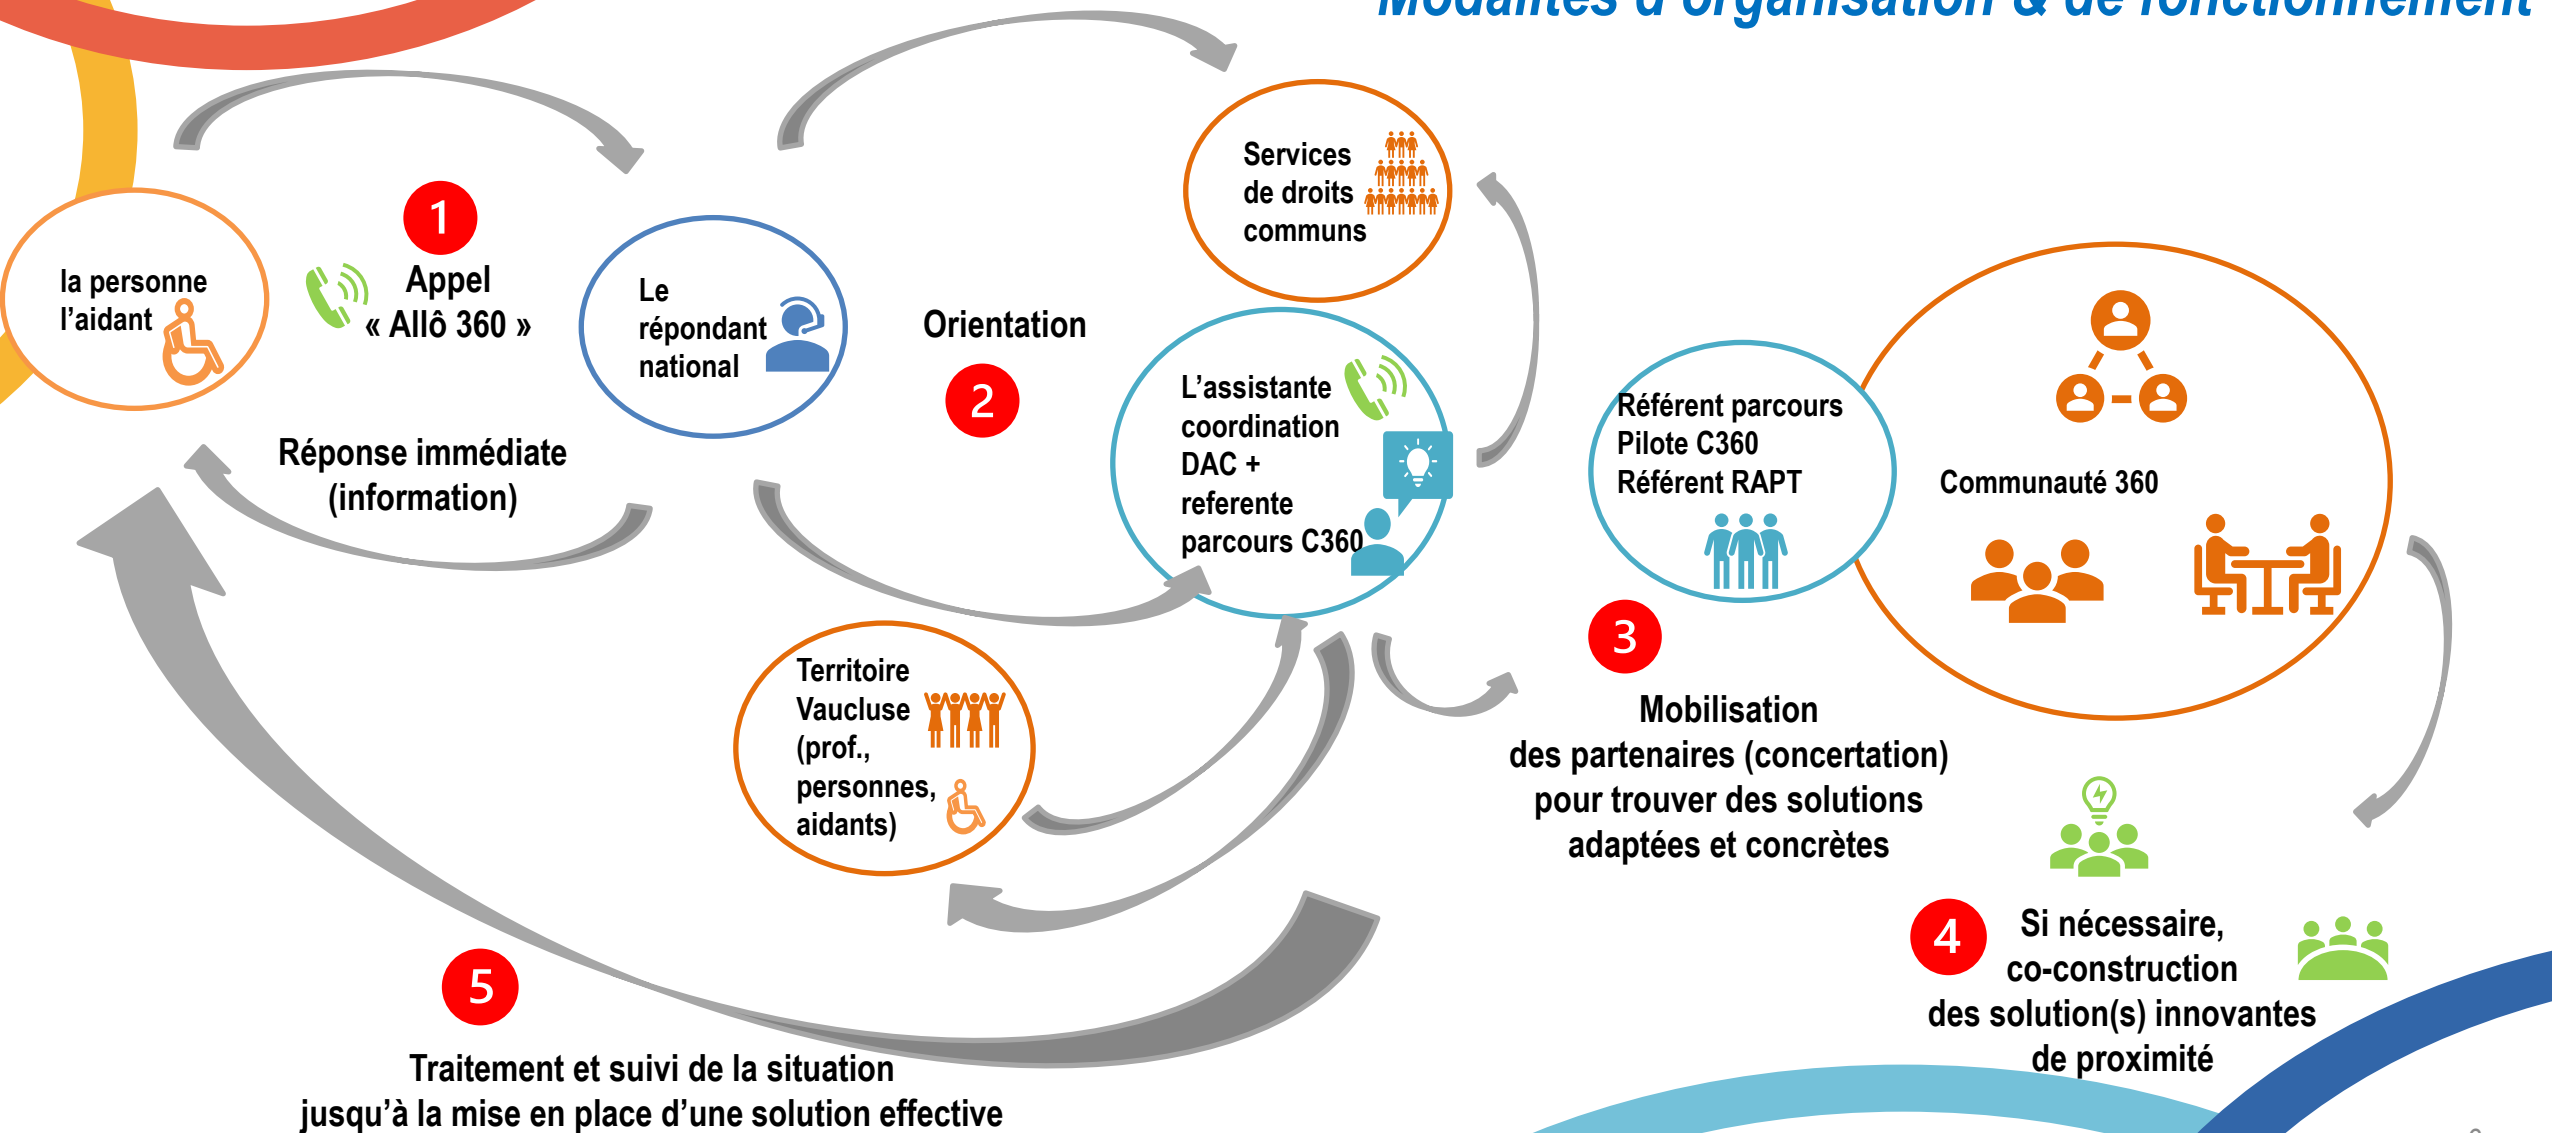 Modalités d'organisation & de fonctionnement
1
Appel
« Allô 360 »
la personne
l'aidant
Le
répondant
national
Réponse immédiate
(information)
Orientation
2
Services
de droits
communs
L'assistante
coordination
DAC +
referente
parcours C360
Territoire
Vaucluse
(prof.,
personnes,
aidants)
Référent parcours
Pilote C360
Référent RAPT
Communauté 360
3
Mobilisation
des partenaires (concertation)
pour trouver des solutions
adaptées et concrètes
4
Si nécessaire,
co-construction
des solution(s) innovantes
de proximité
5
Traitement et suivi de la situation
jusqu'à la mise en place d'une solution effective